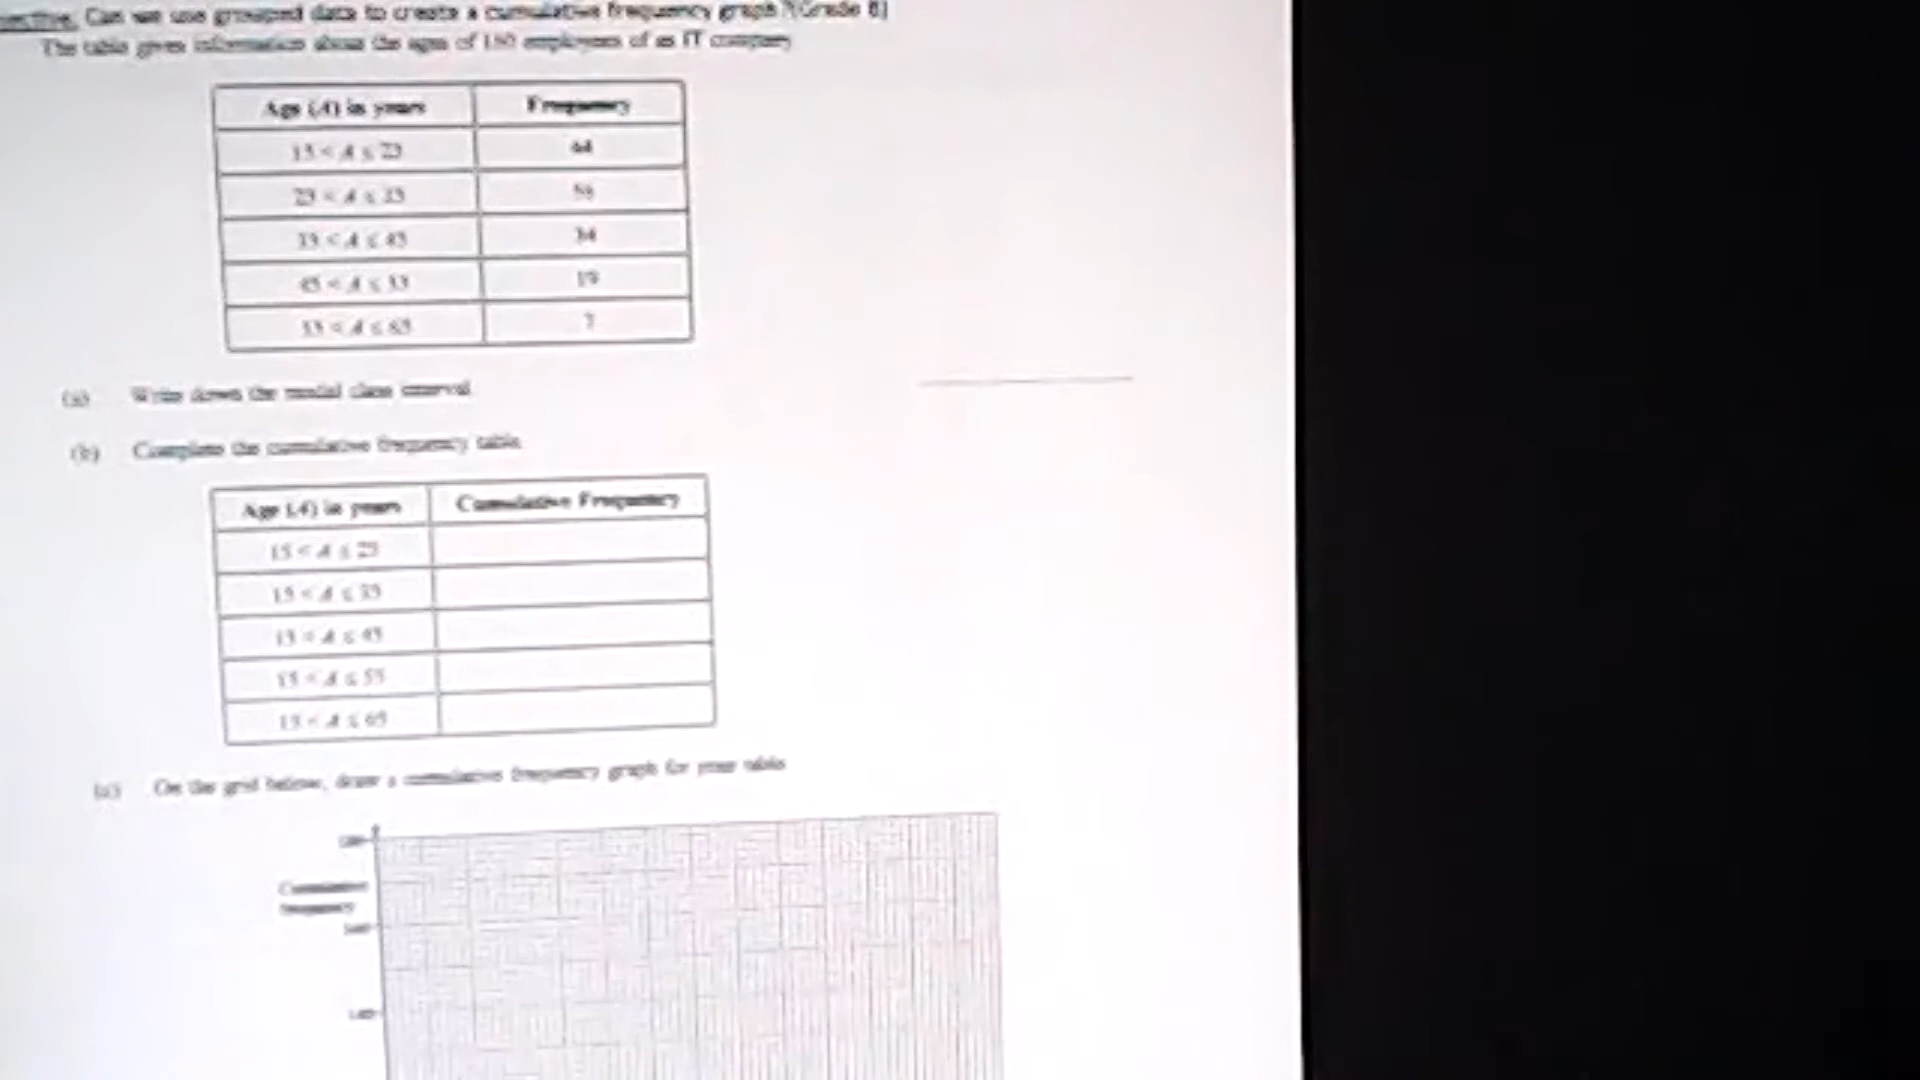 Can we use grouped data to create a cumulative frequency graph? (Grade 8)
The table gives information about the ages of 180 employees of an IT company
Age (A) in years Frequency
15 < A ≤ 25 64
25 < A ≤ 35 56
35 < A ≤ 45 34
45 < A ≤ 55 19
55 < A ≤ 65 7
(a) Write down the modal class interval
(b) Complete the cumulative frequency table
Age (A) in years Cumulative Frequency
15 < A ≤ 25
15 < A ≤ 35
15 < A ≤ 45
15 < A ≤ 55
15 < A ≤ 65
(c) On the grid below, draw a cumulative frequency graph for your table
Cumulative
frequency